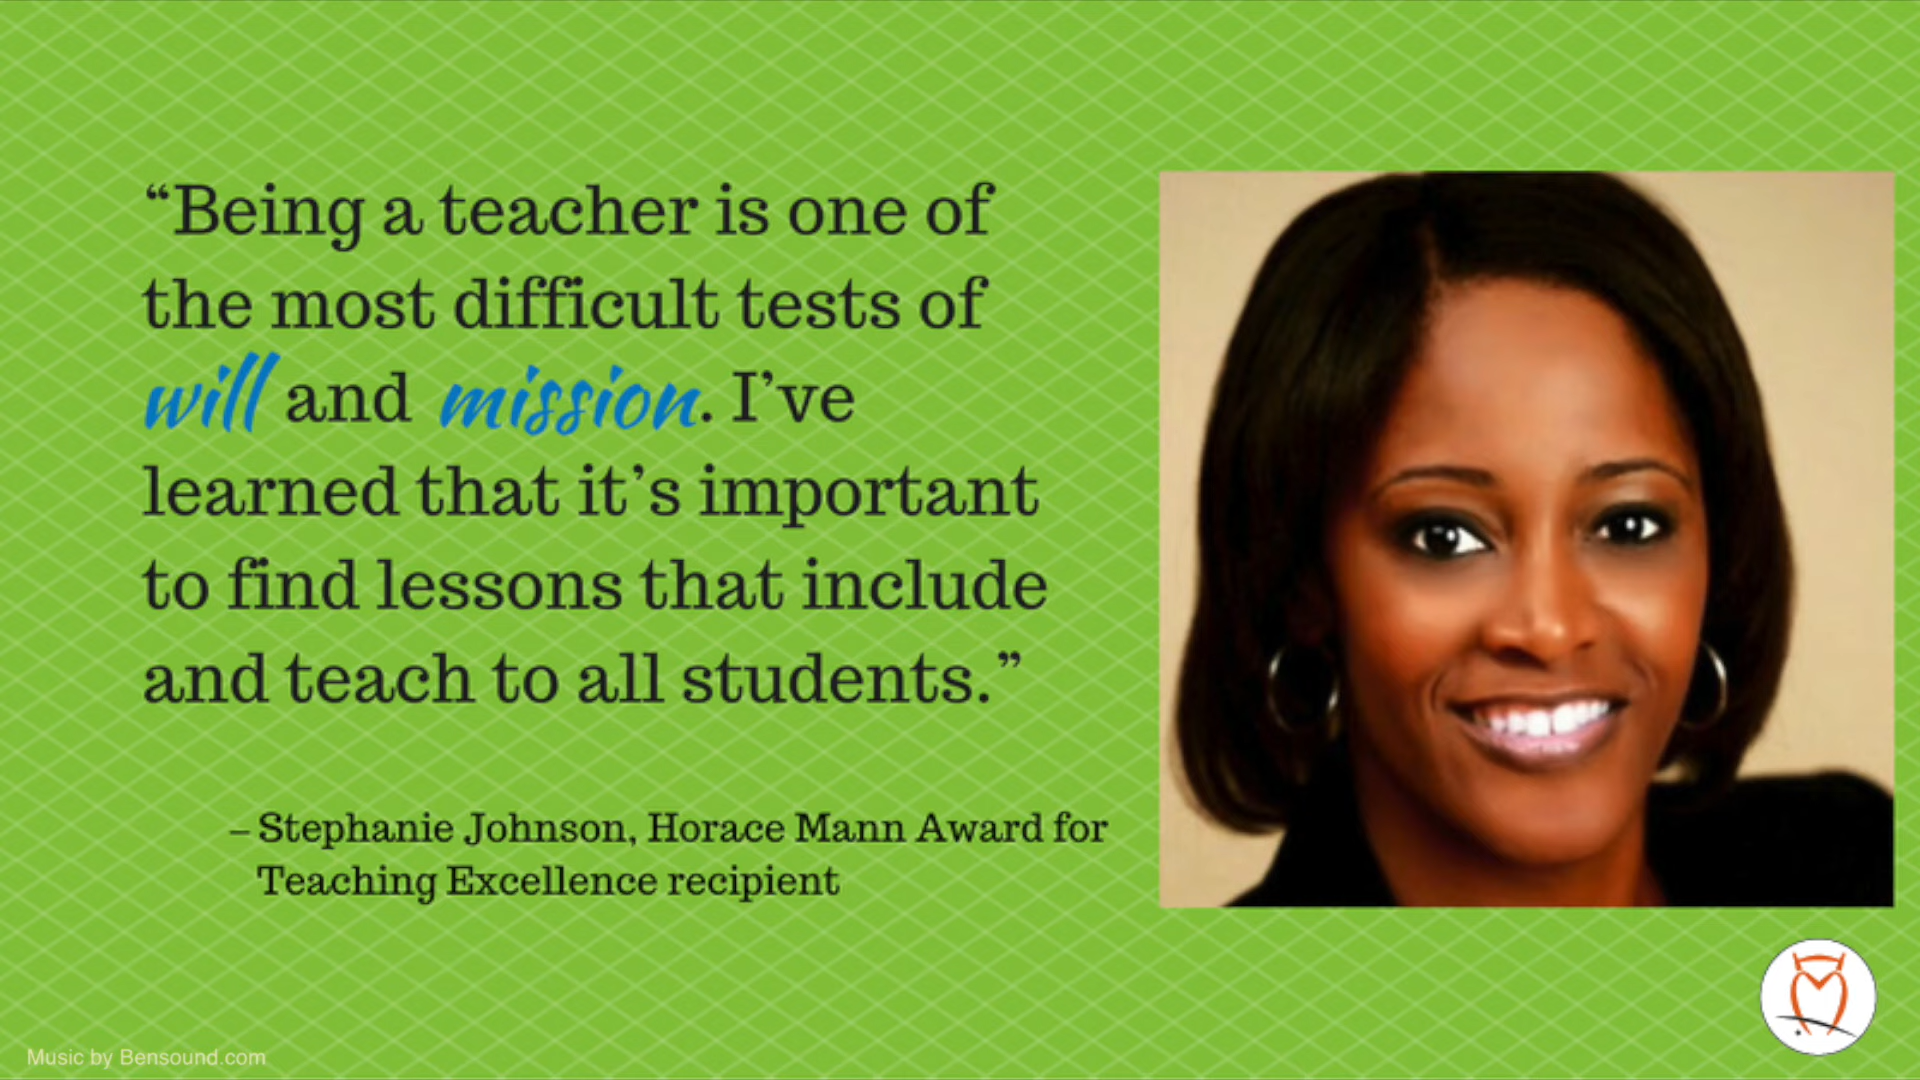 “Being a teacher is one of
the most difficult tests of
will and mission. I’ve
learned that it’s important
to find lessons that include
and teach to all students.”
– Stephanie Johnson, Horace Mann Award for
Teaching Excellence recipient
Music by Bensound.com